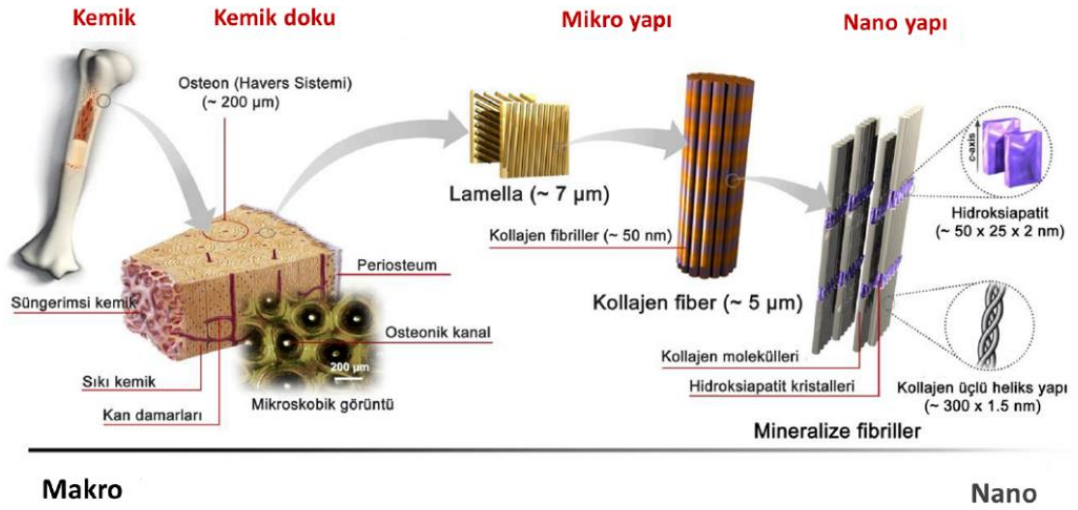 Kemik
Kemik doku
Mikro yapı
Nano yapı
Osteon (Havers Sistemi)
(~ 200 µm)
Lamella (~ 7 µm)
Kollajen fibriller (~ 50 nm)
Kollajen fiber (~ 5 µm)
c-axis
Hidroksiapatit
(~ 50 x 25 x 2 nm)
Periosteum
Süngerimsi kemik
Osteonik kanal
200 µm
Sıkı kemik
Kan damarları
Mikroskobik görüntü
Kollajen molekülleri
Hidroksiapatit kristalleri
Kollajen üçlü heliks yapı
(~ 300 x 1.5 nm)
Mineralize fibriller
Makro
Nano